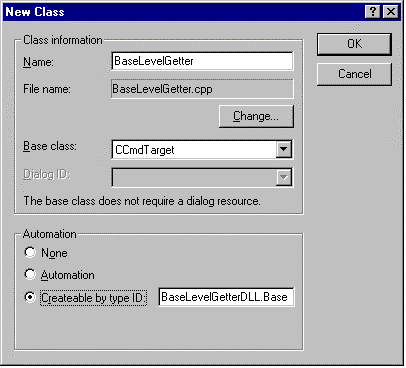 New Class
Class information
Name: BaseLevelGetter
File name: BaseLevelGetter.cpp
Change...
Base class: CCmdTarget
Dialog ID:
The base class does not require a dialog resource.
Automation
None
Automation
Createable by type ID: BaseLevelGetterDLL.Base
OK
Cancel